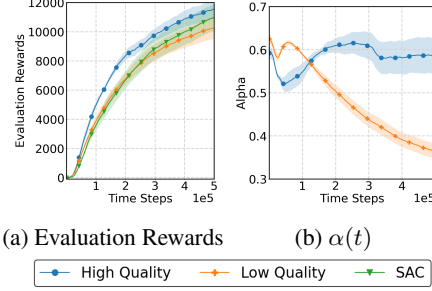 12000
10000
8000
6000
4000
2000
0
Evaluation Rewards
1 2 3 4 5
Time Steps 1e5
0.7
0.6
0.5
0.4
0.3
Alpha
1 2 3 4 5
Time Steps 1e5
(a) Evaluation Rewards
(b) α(t)
High Quality Low Quality SAC